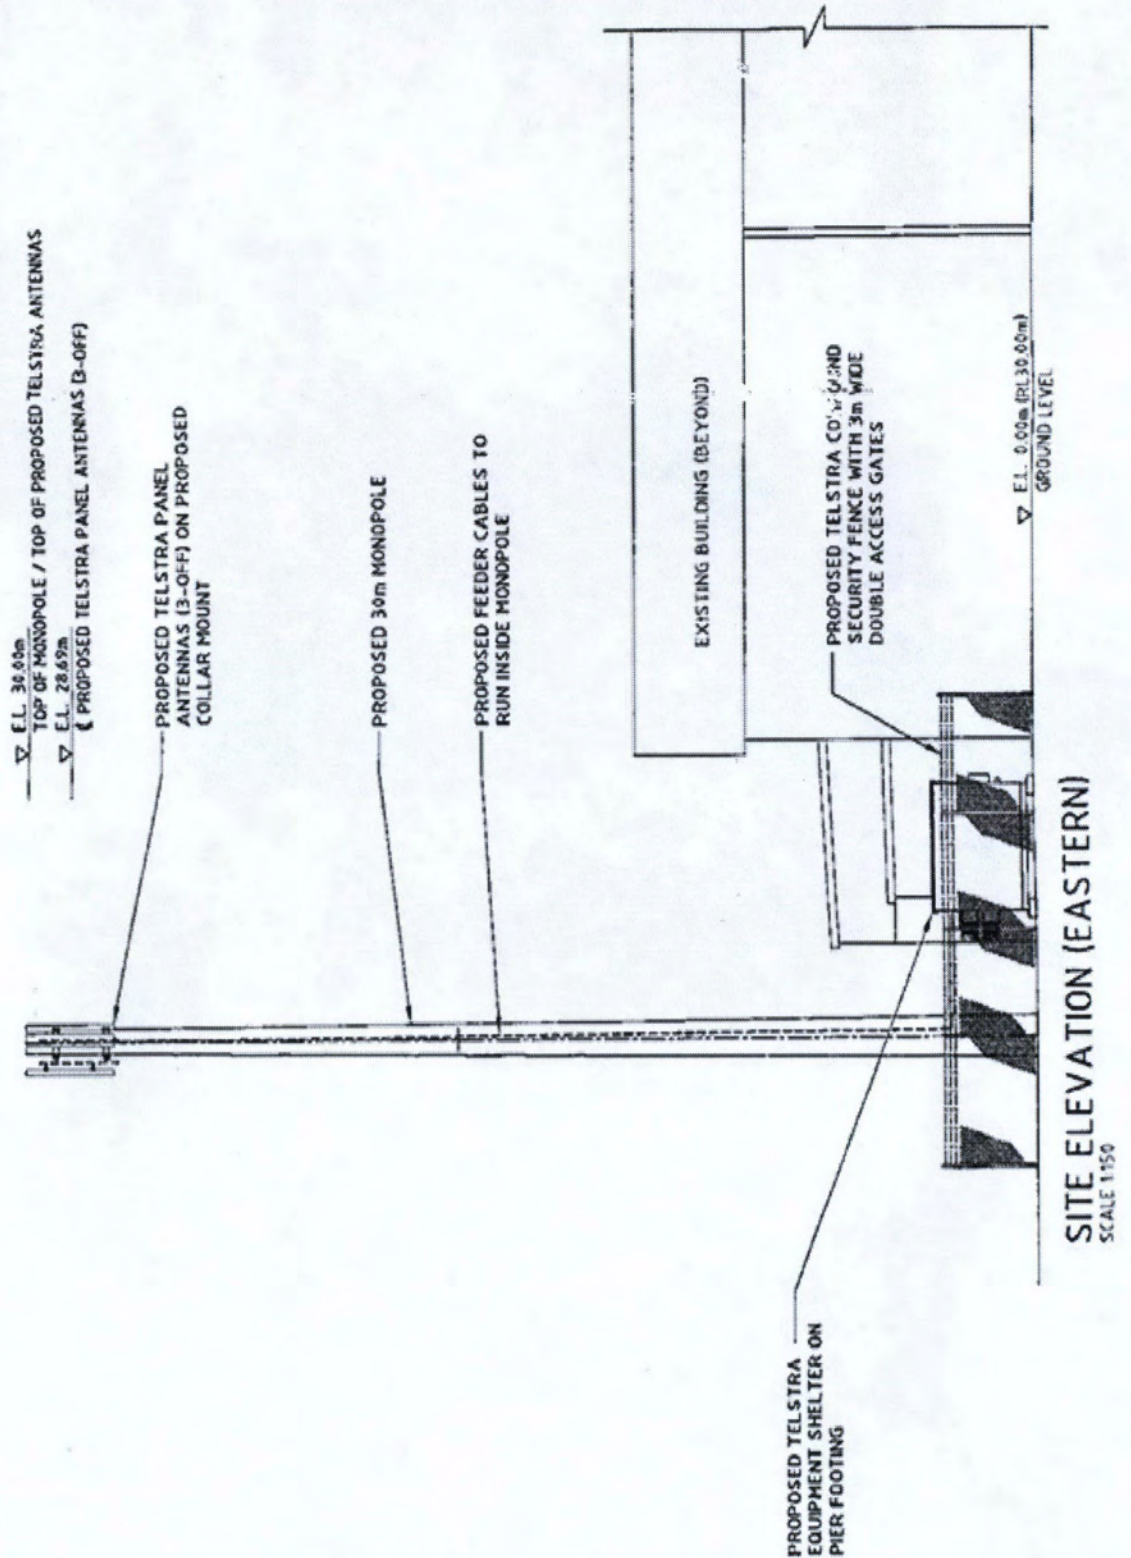 E.L. 30.00m
TOP OF MONOPOLE / TOP OF PROPOSED TELSTRA ANTENNAS
E.L. 28.69m
℄ PROPOSED TELSTRA PANEL ANTENNAS (3-OFF)
PROPOSED TELSTRA PANEL
ANTENNAS (3-OFF) ON PROPOSED
COLLAR MOUNT
PROPOSED 30m MONOPOLE
PROPOSED FEEDER CABLES TO
RUN INSIDE MONOPOLE
EXISTING BUILDING (BEYOND)
PROPOSED TELSTRA COMPOUND
SECURITY FENCE WITH 3m WIDE
DOUBLE ACCESS GATES
E.L. 0.00m (RL30.00m)
GROUND LEVEL
PROPOSED TELSTRA
EQUIPMENT SHELTER ON
PIER FOOTING
SITE ELEVATION (EASTERN)
SCALE 1:150